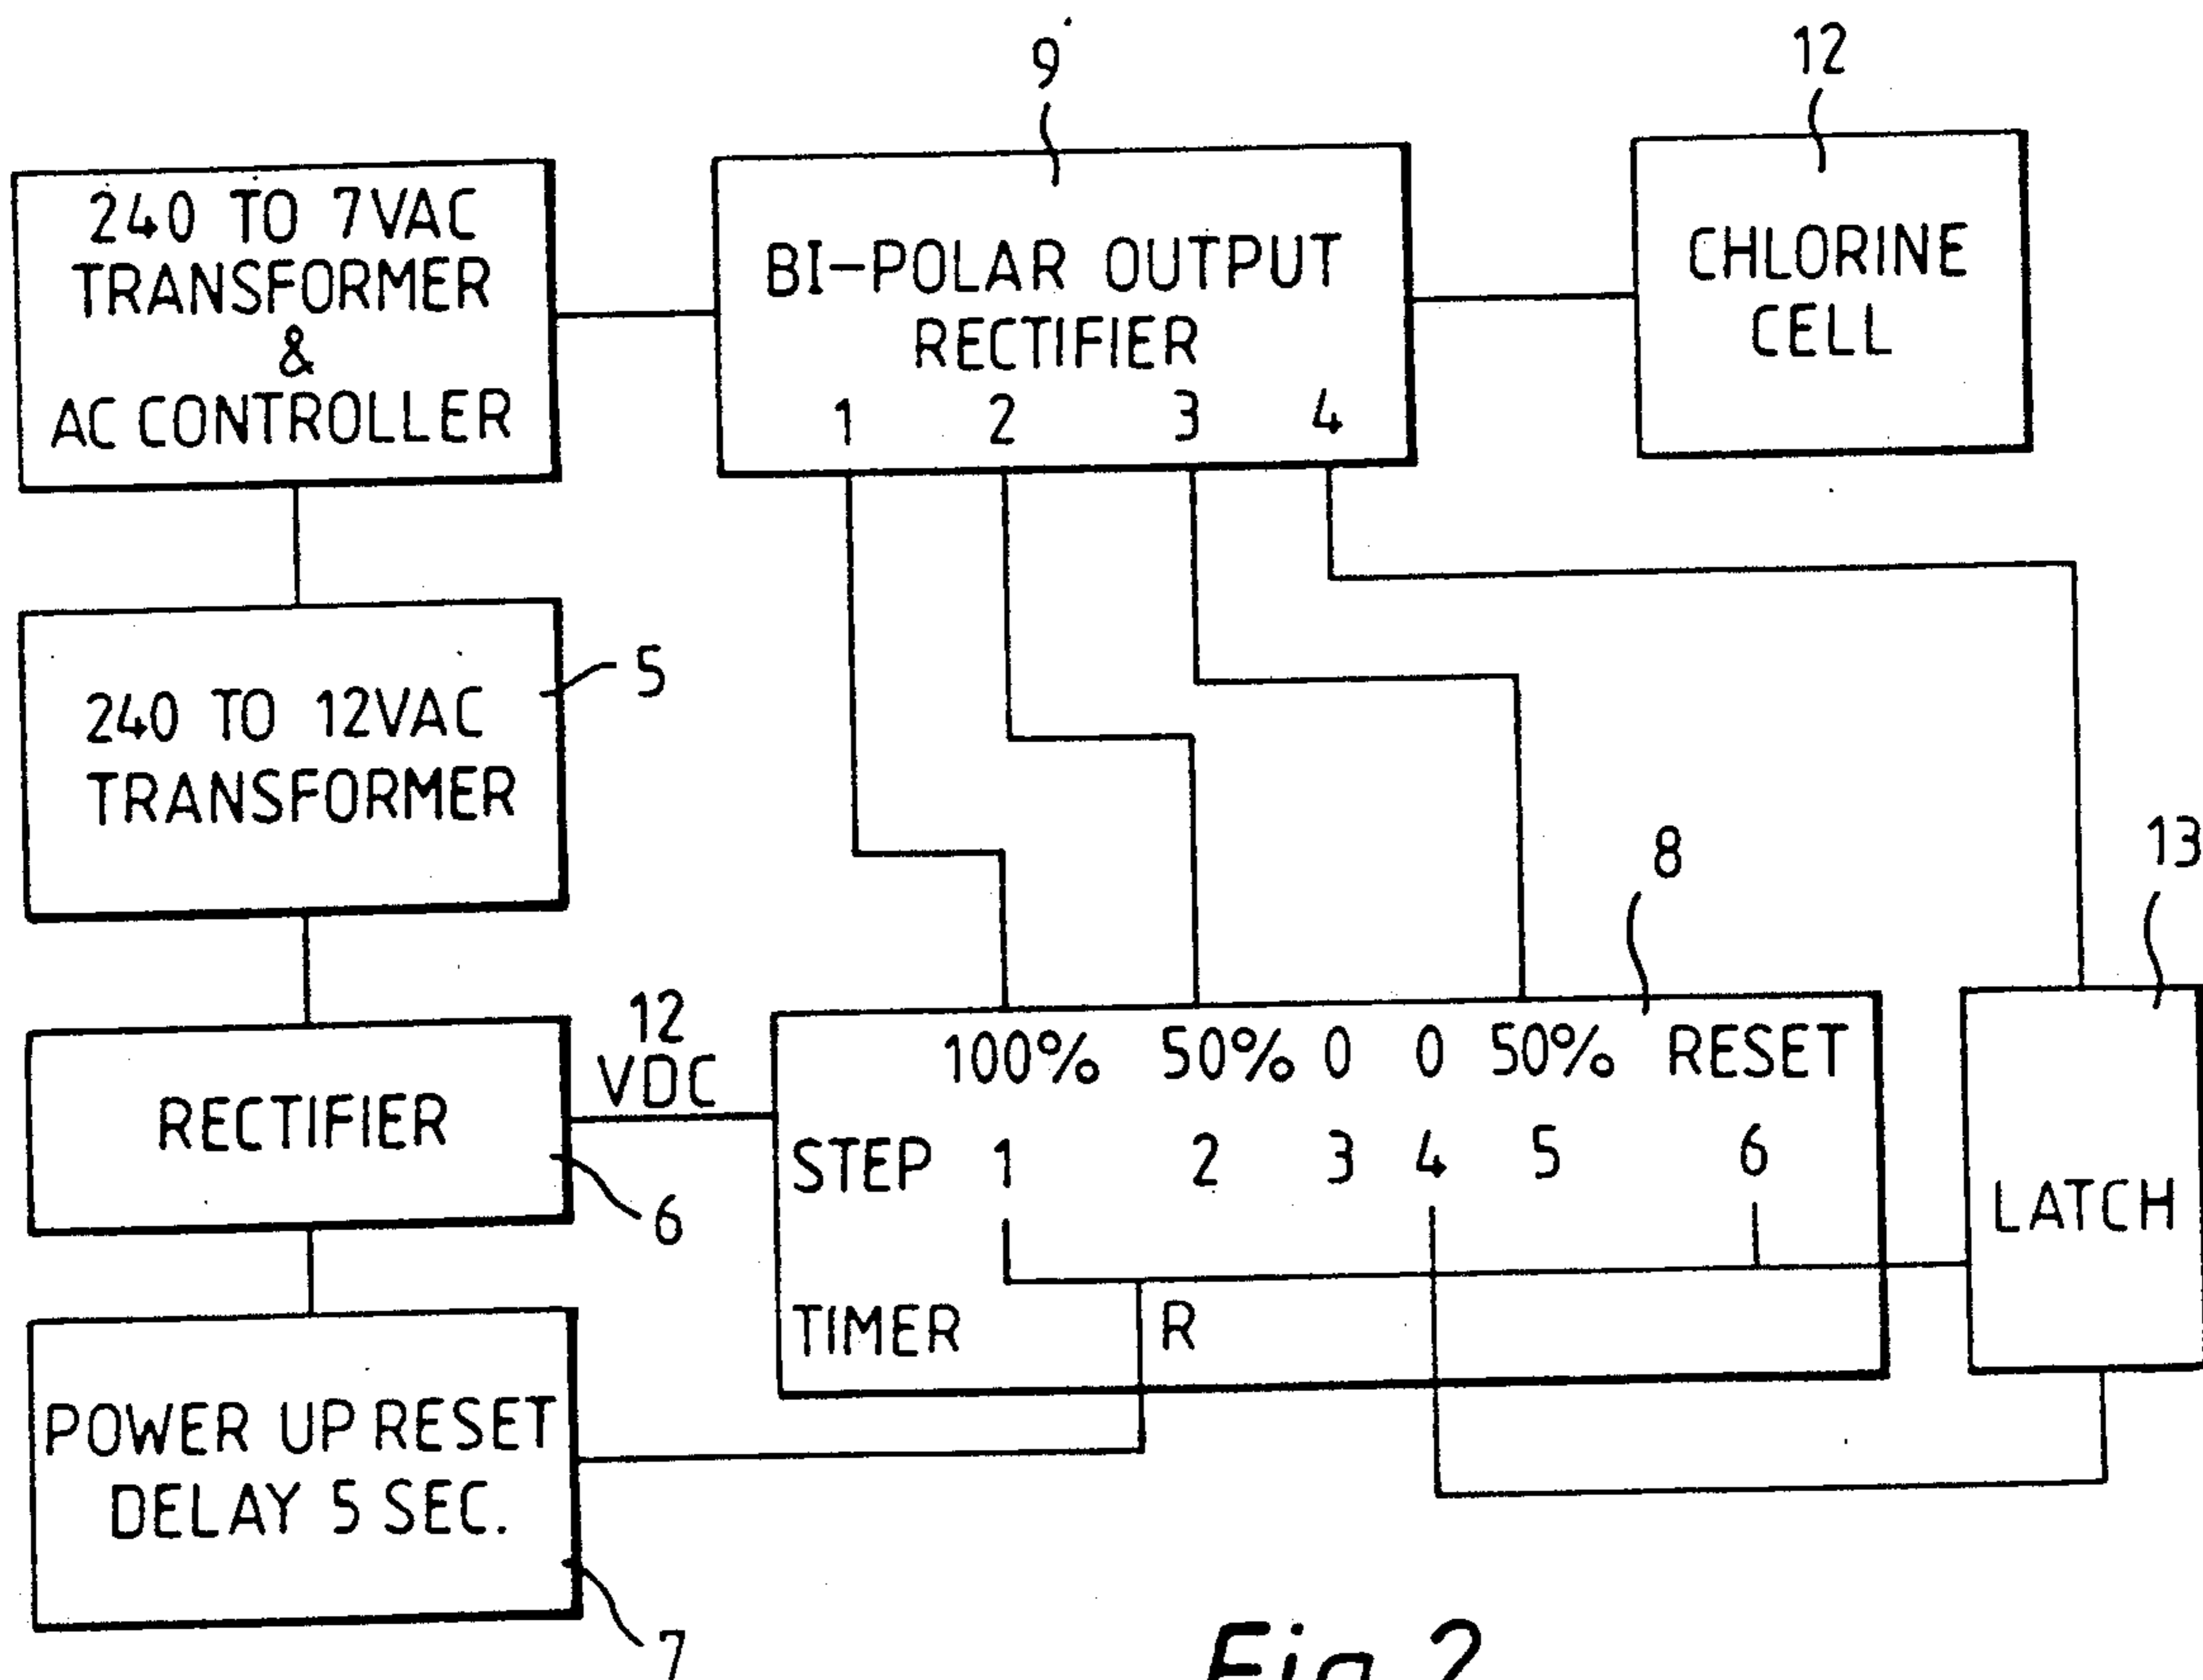 9
12
240 TO 7VAC
TRANSFORMER
&
AC CONTROLLER
BI-POLAR OUTPUT
RECTIFIER
1 2 3 4
CHLORINE
CELL
240 TO 12VAC
TRANSFORMER
5
8
13
12
VDC
RECTIFIER
6
100% 50% 0 0 50% RESET
STEP 1 2 3 4 5 6
TIMER R
LATCH
POWER UP RESET
DELAY 5 SEC.
7
Fig 2